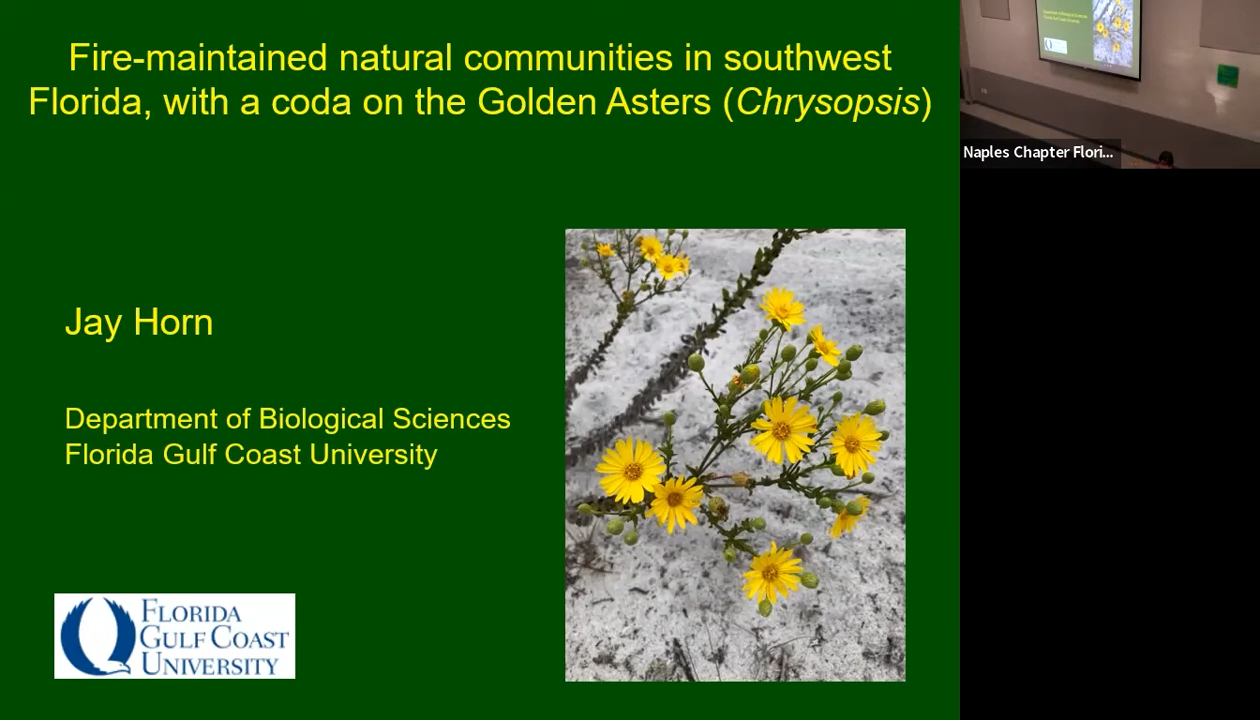 Fire-maintained natural communities in southwest
Florida, with a coda on the Golden Asters (Chrysopsis)
Naples Chapter Flori...
Jay Horn
Department of Biological Sciences
Florida Gulf Coast University
FLORIDA
GULF COAST
UNIVERSITY